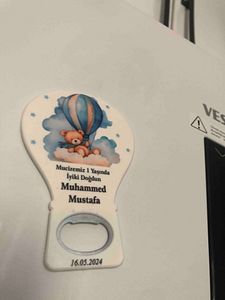 Mucizemiz 1 Yaşında
İyiki Doğdun
Muhammed
Mustafa
16.05.2024
VES